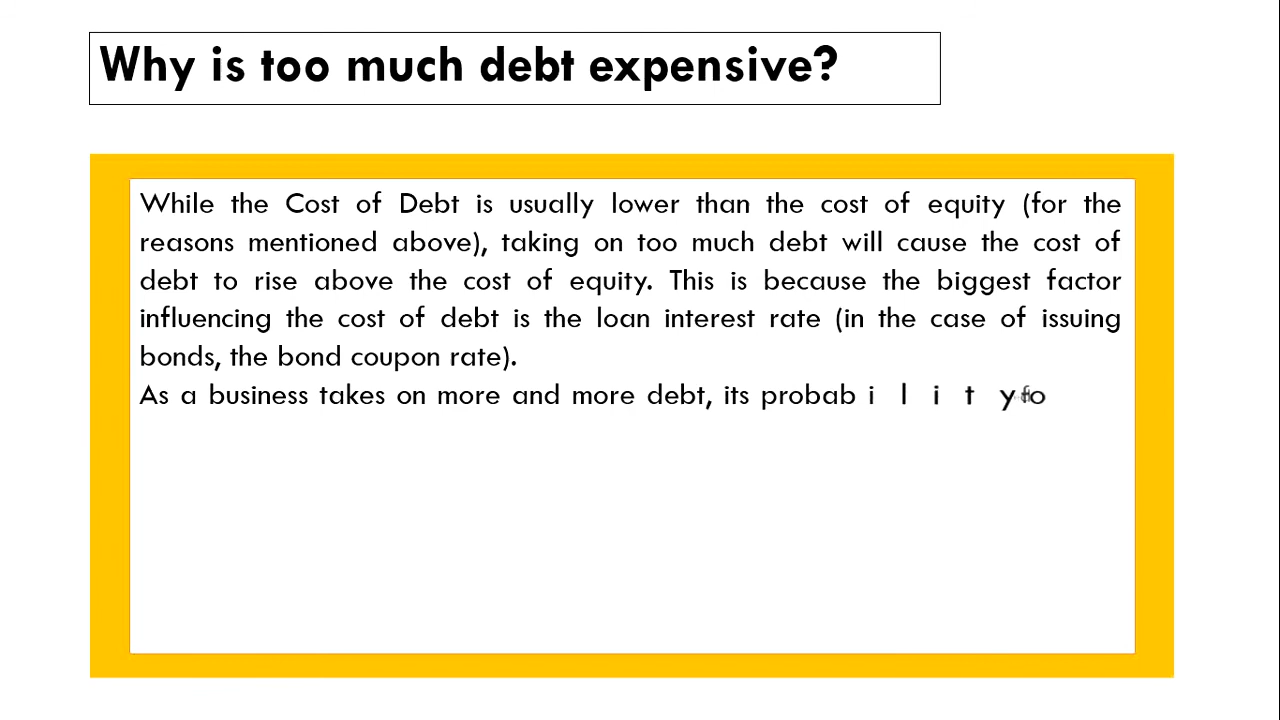 Why is too much debt expensive?
While the Cost of Debt is usually lower than the cost of equity (for the
reasons mentioned above), taking on too much debt will cause the cost of
debt to rise above the cost of equity. This is because the biggest factor
influencing the cost of debt is the loan interest rate (in the case of issuing
bonds, the bond coupon rate).
As a business takes on more and more debt, its probability